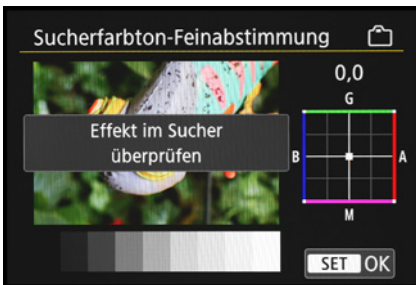 Sucherfarbton-Feinabstimmung
0,0
G
Effekt im Sucher
überprüfen
B
A
M
SET OK